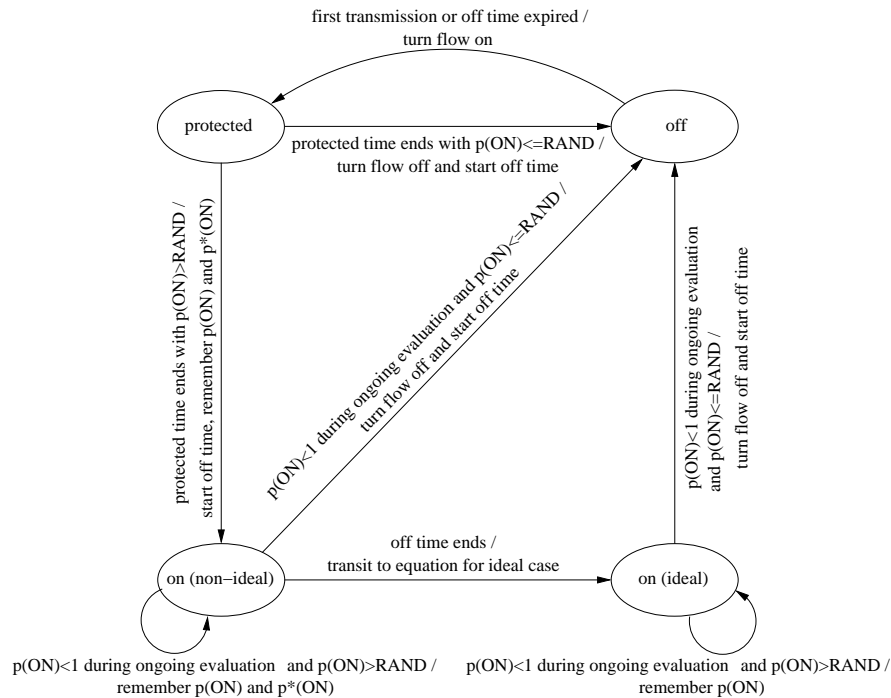 first transmission or off time expired /
turn flow on
protected
off
protected time ends with p(ON)<=RAND /
turn flow off and start off time
protected time ends with p(ON)>RAND /
start off time, remember p(ON) and p*(ON)
p(ON)<1 during ongoing evaluation and p(ON)<=RAND /
turn flow off and start off time
p(ON)<1 during ongoing evaluation
and p(ON)<=RAND /
turn flow off and start off time
off time ends /
transit to equation for ideal case
on (non−ideal)
on (ideal)
p(ON)<1 during ongoing evaluation and p(ON)>RAND /
remember p(ON) and p*(ON)
p(ON)<1 during ongoing evaluation and p(ON)>RAND /
remember p(ON)